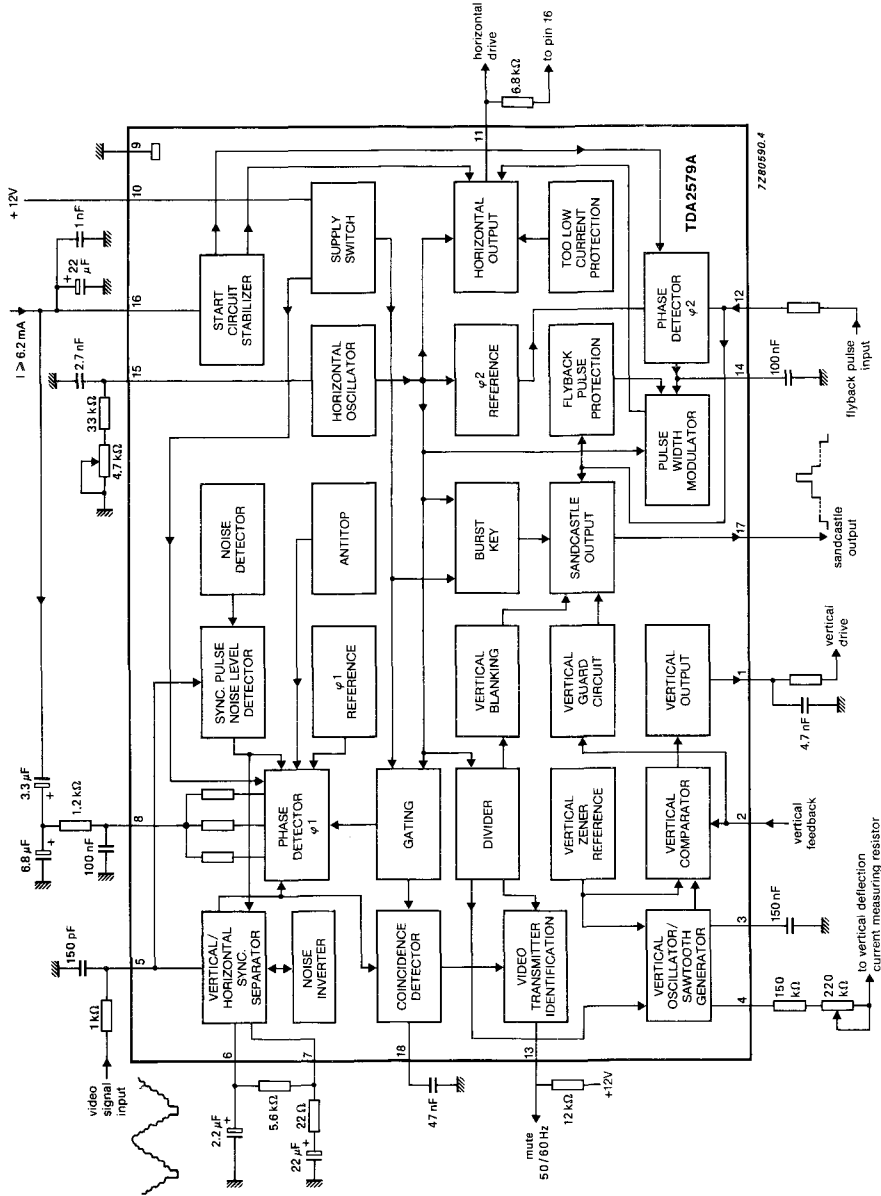 video
signal
input
1kΩ
150 pF
5
6.8 µF
+
3.3 µF
+
1.2 kΩ
100 nF
8
4.7 kΩ
33 kΩ
2.7 nF
15
I ≥ 6.2 mA
+
22
µF
1 nF
16
+ 12V
10
9
6
2.2 µF
+
5.6 kΩ
7
22 Ω
22 µF
+
18
47 nF
13
12 kΩ
+12V
mute
50/60 Hz
VERTICAL/
HORIZONTAL
SYNC.
SEPARATOR
NOISE
INVERTER
COINCIDENCE
DETECTOR
VIDEO
TRANSMITTER
IDENTIFICATION
VERTICAL
OSCILLATOR/
SAWTOOTH
GENERATOR
PHASE
DETECTOR
φ1
GATING
DIVIDER
VERTICAL
ZENER
REFERENCE
VERTICAL
COMPARATOR
SYNC. PULSE
NOISE LEVEL
DETECTOR
φ1
REFERENCE
VERTICAL
BLANKING
VERTICAL
GUARD
CIRCUIT
VERTICAL
OUTPUT
NOISE
DETECTOR
ANTITOP
BURST
KEY
SANDCASTLE
OUTPUT
HORIZONTAL
OSCILLATOR
φ2
REFERENCE
FLYBACK
PULSE
PROTECTION
PULSE
WIDTH
MODULATOR
START
CIRCUIT
STABILIZER
SUPPLY
SWITCH
HORIZONTAL
OUTPUT
TOO LOW
CURRENT
PROTECTION
PHASE
DETECTOR
φ2
TDA2579A
11
horizontal
drive
6.8 kΩ
to pin 16
4
150
kΩ
220
kΩ
to vertical deflection
current measuring resistor
3
150 nF
2
vertical
feedback
1
4.7 nF
vertical
drive
17
sandcastle
output
14
100 nF
12
flyback pulse
input
7Z80590.4